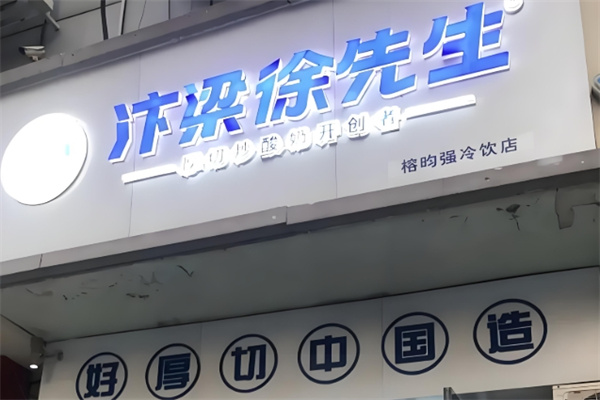 汴梁徐先生
厚切炒酸奶开创者
榕昀强冷饮店
好厚切中国造